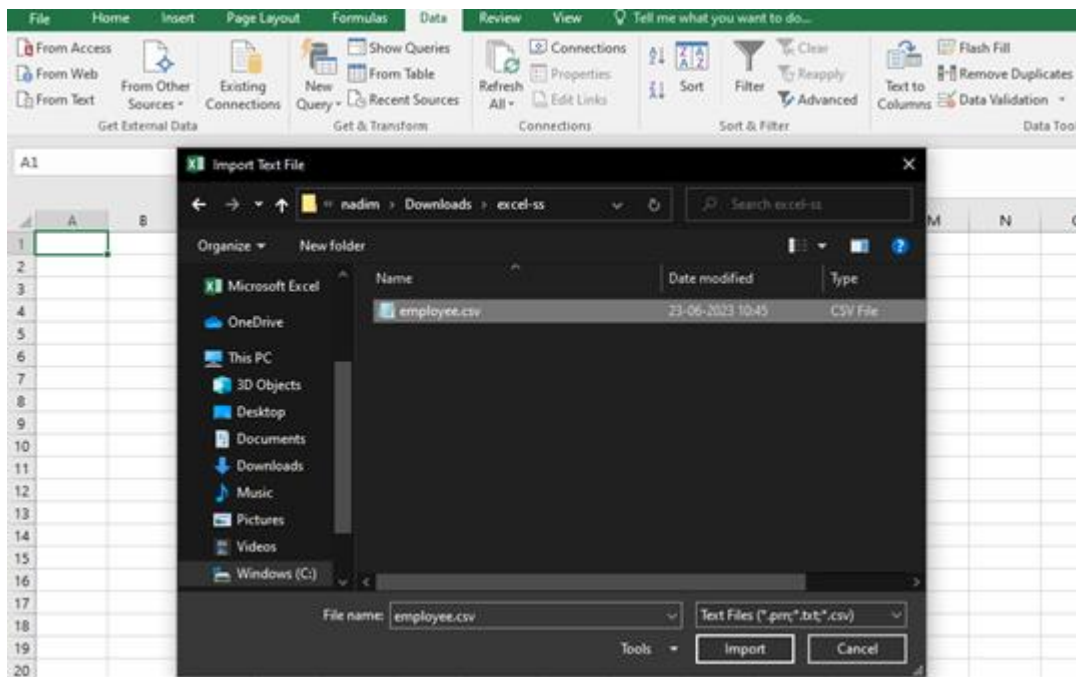 File Home Insert Page Layout Formulas Data Review View Tell me what you want to do...
From Access
From Web
From Text
From Other Sources
Existing Connections
Get External Data
New Query
Show Queries
From Table
Recent Sources
Get & Transform
Refresh All
Connections
Properties
Edit Links
Connections
Sort
Filter
Clear
Reapply
Advanced
Sort & Filter
Text to Columns
Flash Fill
Remove Duplicates
Data Validation
Data Tool
A1
Import Text File
nadim > Downloads > excel-ss
Search excel-ss
Organize New folder
Microsoft Excel
OneDrive
This PC
3D Objects
Desktop
Documents
Downloads
Music
Pictures
Videos
Windows (C:)
Name Date modified Type
employee.csv 23-06-2023 10:45 CSV File
File name: employee.csv
Text Files (*.prn;*.txt;*.csv)
Tools Import Cancel
A B M N
1
2
3
4
5
6
7
8
9
10
11
12
13
14
15
16
17
18
19
20